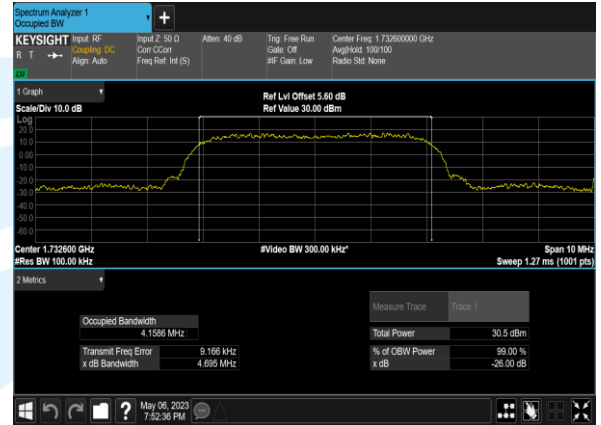 Spectrum Analyzer 1
Occupied BW
+
KEYSIGHT Input: RF Input Z: 50 Ω Atten: 40 dB Trig: Free Run Center Freq: 1.732600000 GHz
R T Coupling: DC Corr CCorr Gate: Off Avg|Hold: 100/100
Align: Auto Freq Ref: Int (S) #IF Gain: Low Radio Std: None
1 Graph
Ref Lvl Offset 5.60 dB
Scale/Div 10.0 dB Ref Value 30.00 dBm
Log
20.0
10.0
0.00
-10.0
-20.0
-30.0
-40.0
-50.0
-60.0
Center 1.732600 GHz #Video BW 300.00 kHz* Span 10 MHz
#Res BW 100.00 kHz Sweep 1.27 ms (1001 pts)
2 Metrics
Measure Trace Trace 1
Occupied Bandwidth
4.1586 MHz Total Power 30.5 dBm
Transmit Freq Error 9.166 kHz % of OBW Power 99.00 %
x dB Bandwidth 4.695 MHz x dB -26.00 dB
? May 06, 2023
7:52:36 PM